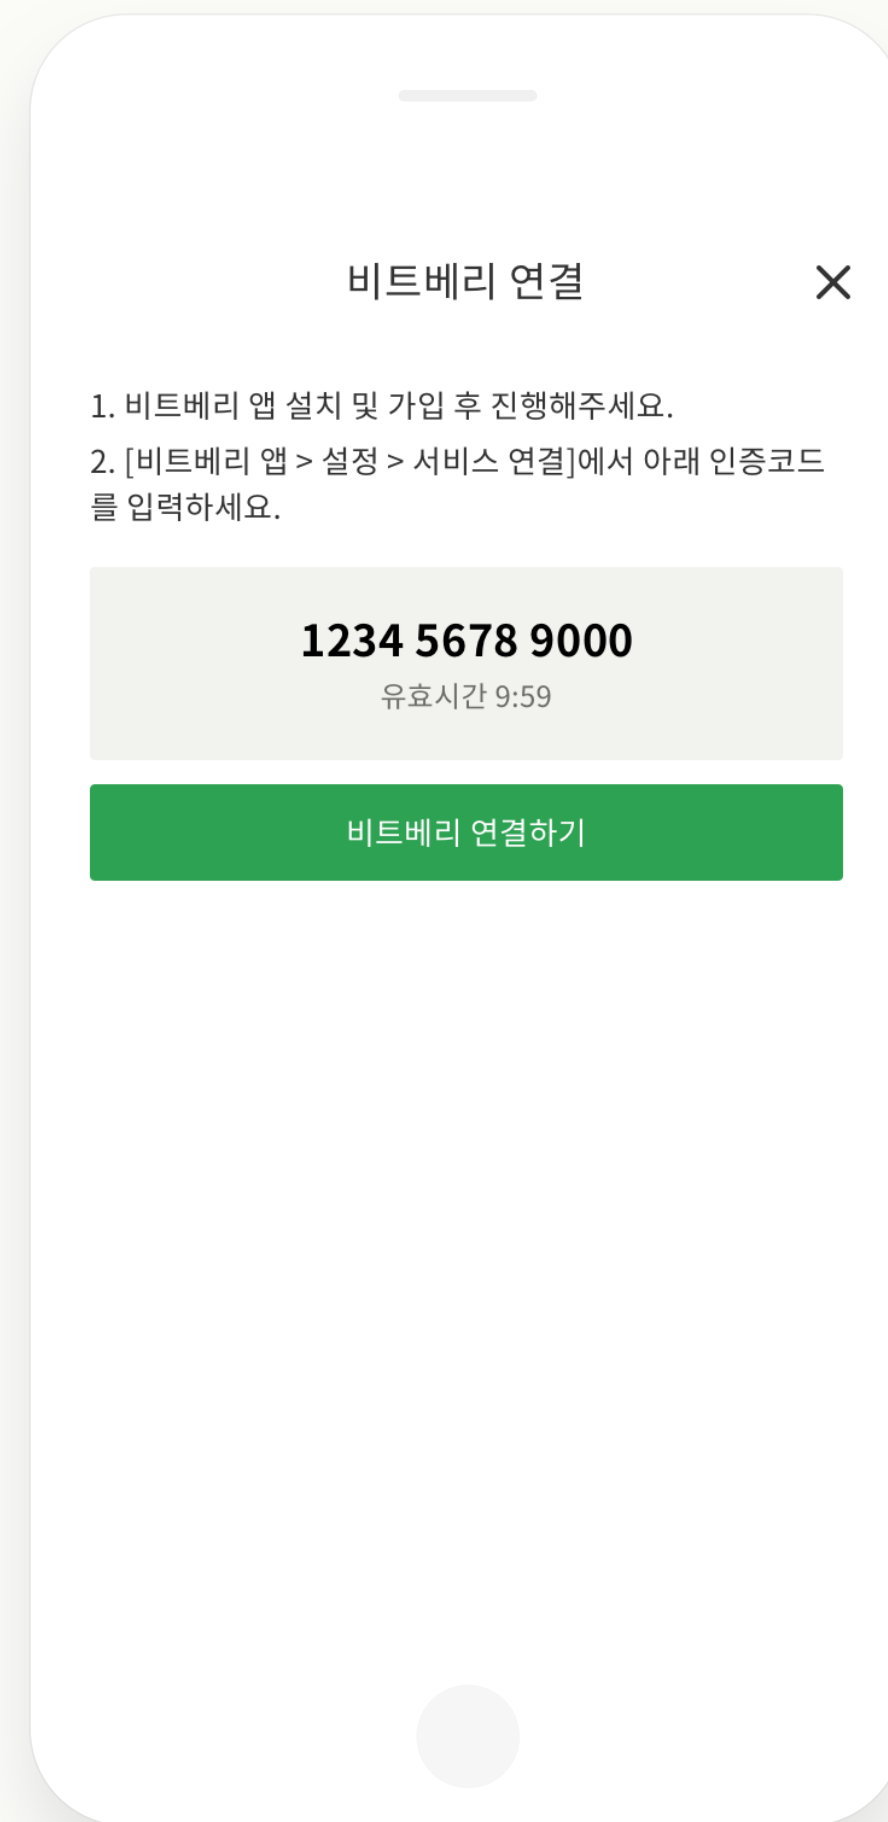 비트베리 연결
1. 비트베리 앱 설치 및 가입 후 진행해주세요.
2. [비트베리 앱 > 설정 > 서비스 연결]에서 아래 인증코드
를 입력하세요.
1234 5678 9000
유효시간 9:59
비트베리 연결하기